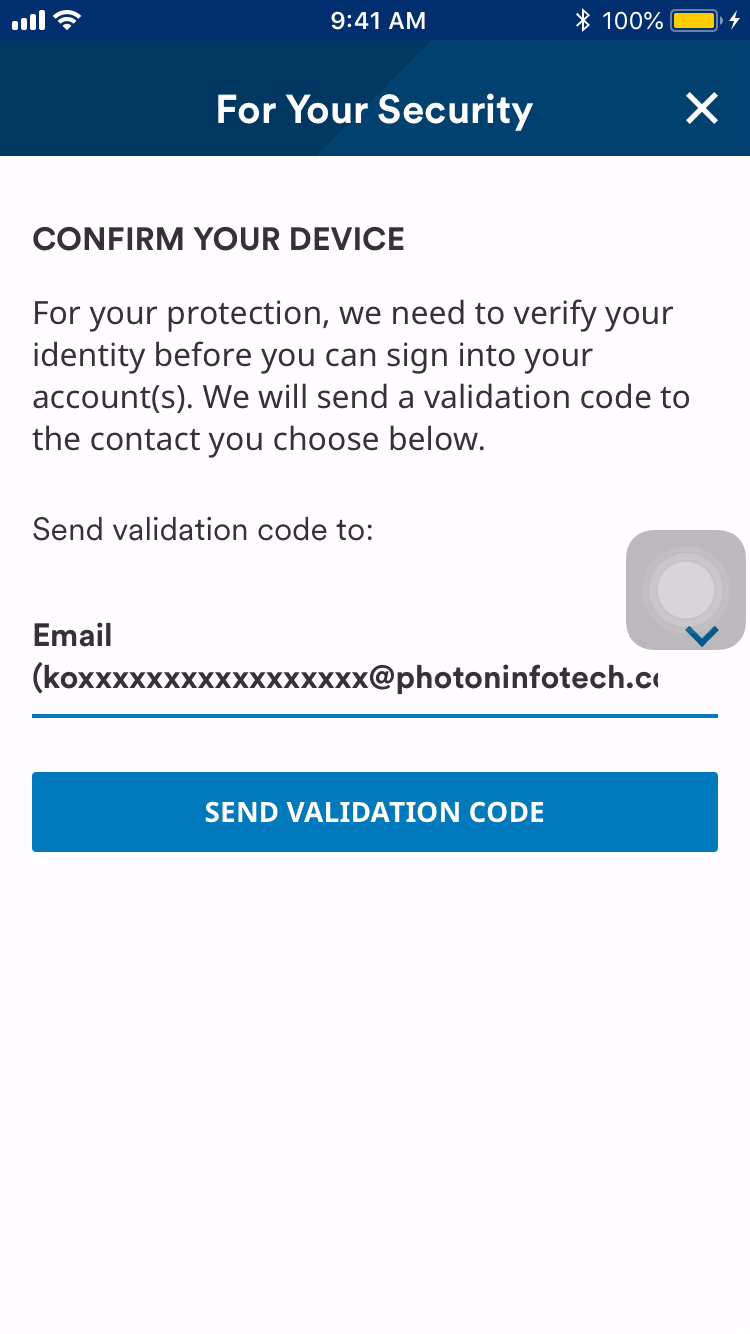 9:41 AM 100%
For Your Security
CONFIRM YOUR DEVICE
For your protection, we need to verify your
identity before you can sign into your
account(s). We will send a validation code to
the contact you choose below.
Send validation code to:
Email
(koxxxxxxxxxxxxxxxxx@photoninfotech.c
SEND VALIDATION CODE